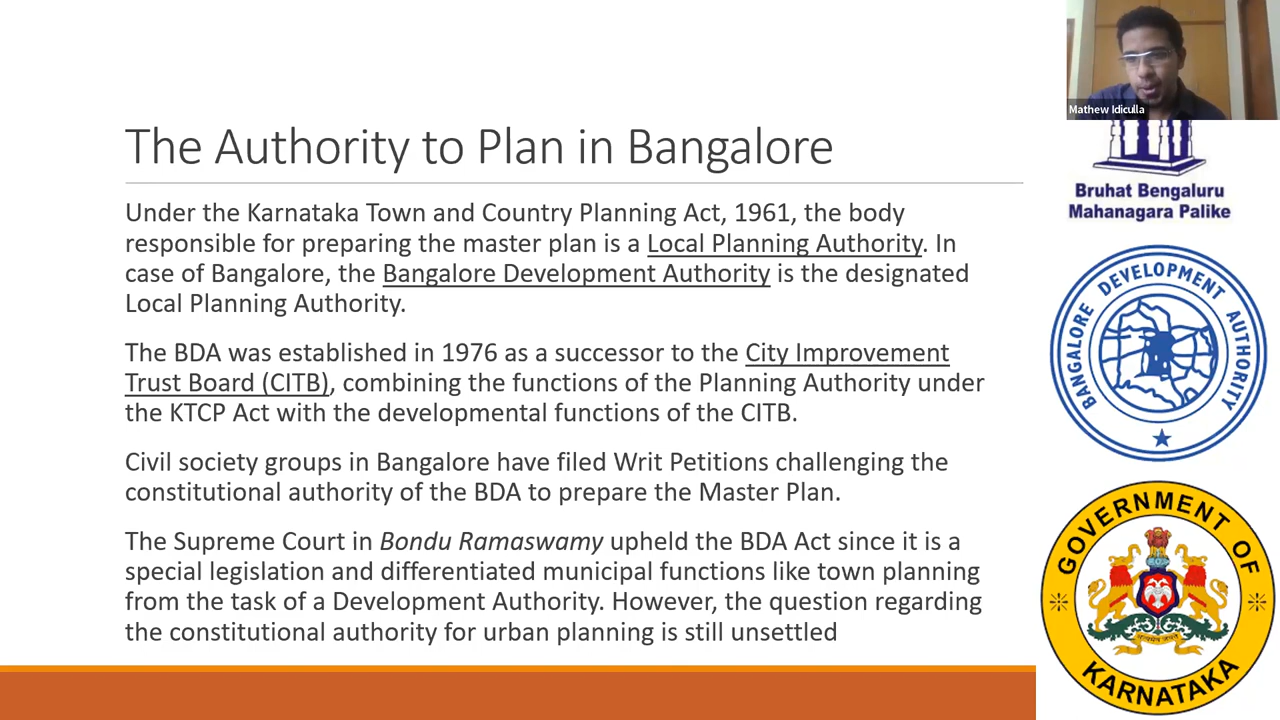 Mathew Idiculla
The Authority to Plan in Bangalore
Under the Karnataka Town and Country Planning Act, 1961, the body
responsible for preparing the master plan is a Local Planning Authority. In
case of Bangalore, the Bangalore Development Authority is the designated
Local Planning Authority.
The BDA was established in 1976 as a successor to the City Improvement
Trust Board (CITB), combining the functions of the Planning Authority under
the KTCP Act with the developmental functions of the CITB.
Civil society groups in Bangalore have filed Writ Petitions challenging the
constitutional authority of the BDA to prepare the Master Plan.
The Supreme Court in Bondu Ramaswamy upheld the BDA Act since it is a
special legislation and differentiated municipal functions like town planning
from the task of a Development Authority. However, the question regarding
the constitutional authority for urban planning is still unsettled
Bruhat Bengaluru
Mahanagara Palike
BANGALORE DEVELOPMENT AUTHORITY
GOVERNMENT OF
KARNATAKA